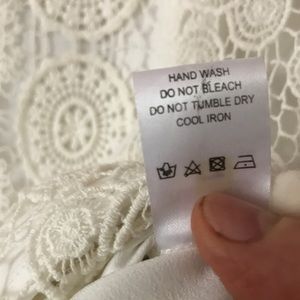 HAND WASH
DO NOT BLEACH
DO NOT TUMBLE DRY
COOL IRON